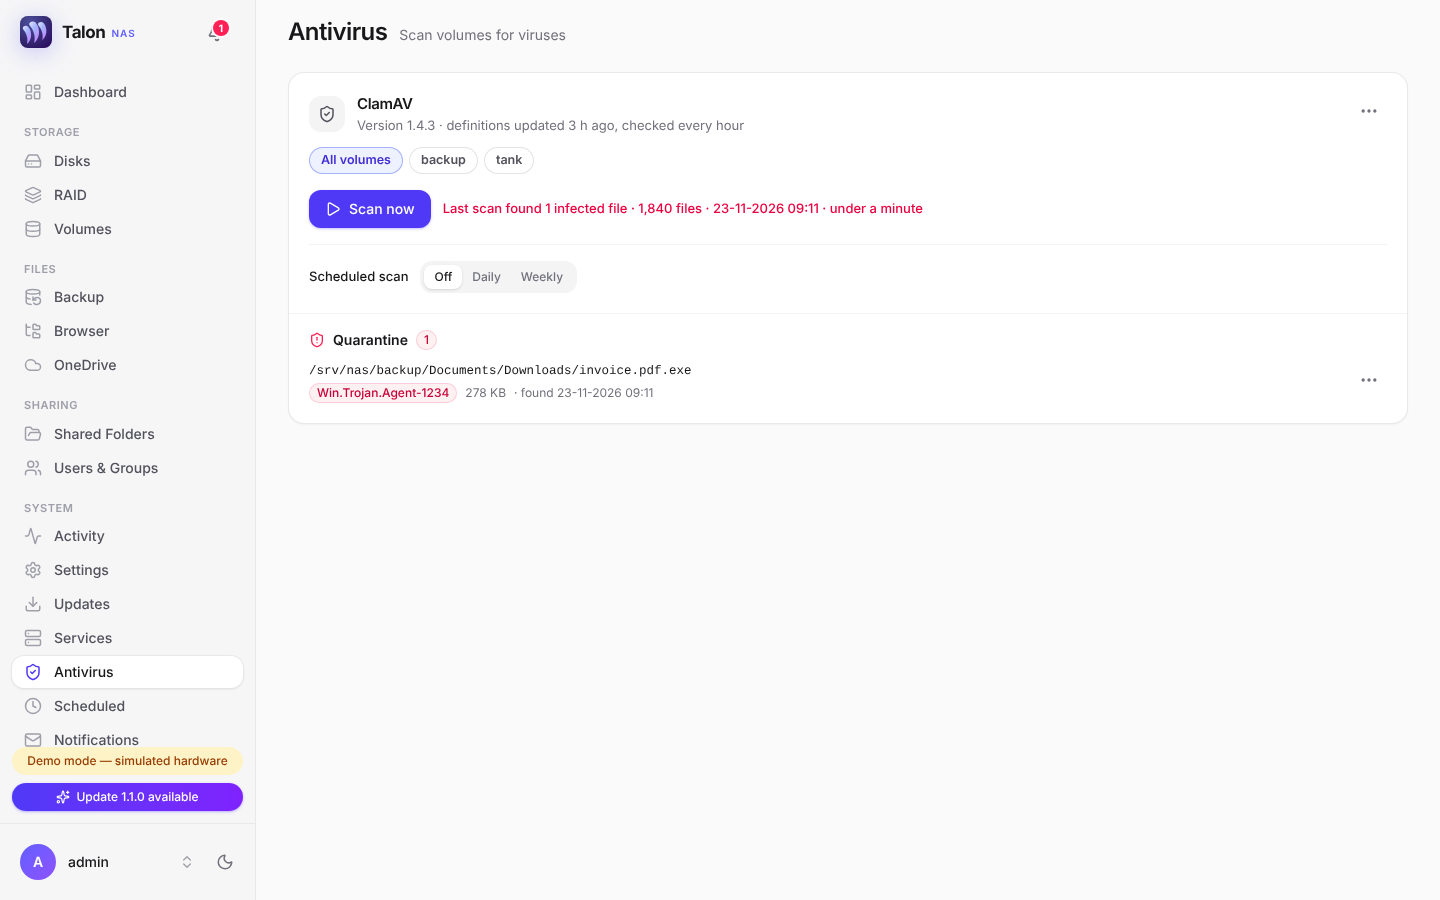 Talon NAS
1
Dashboard
STORAGE
Disks
RAID
Volumes
FILES
Backup
Browser
OneDrive
SHARING
Shared Folders
Users & Groups
SYSTEM
Activity
Settings
Updates
Services
Antivirus
Scheduled
Notifications
Demo mode — simulated hardware
Update 1.1.0 available
A admin
Antivirus Scan volumes for viruses
ClamAV
Version 1.4.3 · definitions updated 3 h ago, checked every hour
All volumes backup tank
Scan now Last scan found 1 infected file · 1,840 files · 23-11-2026 09:11 · under a minute
Scheduled scan Off Daily Weekly
Quarantine 1
/srv/nas/backup/Documents/Downloads/invoice.pdf.exe
Win.Trojan.Agent-1234 278 KB · found 23-11-2026 09:11